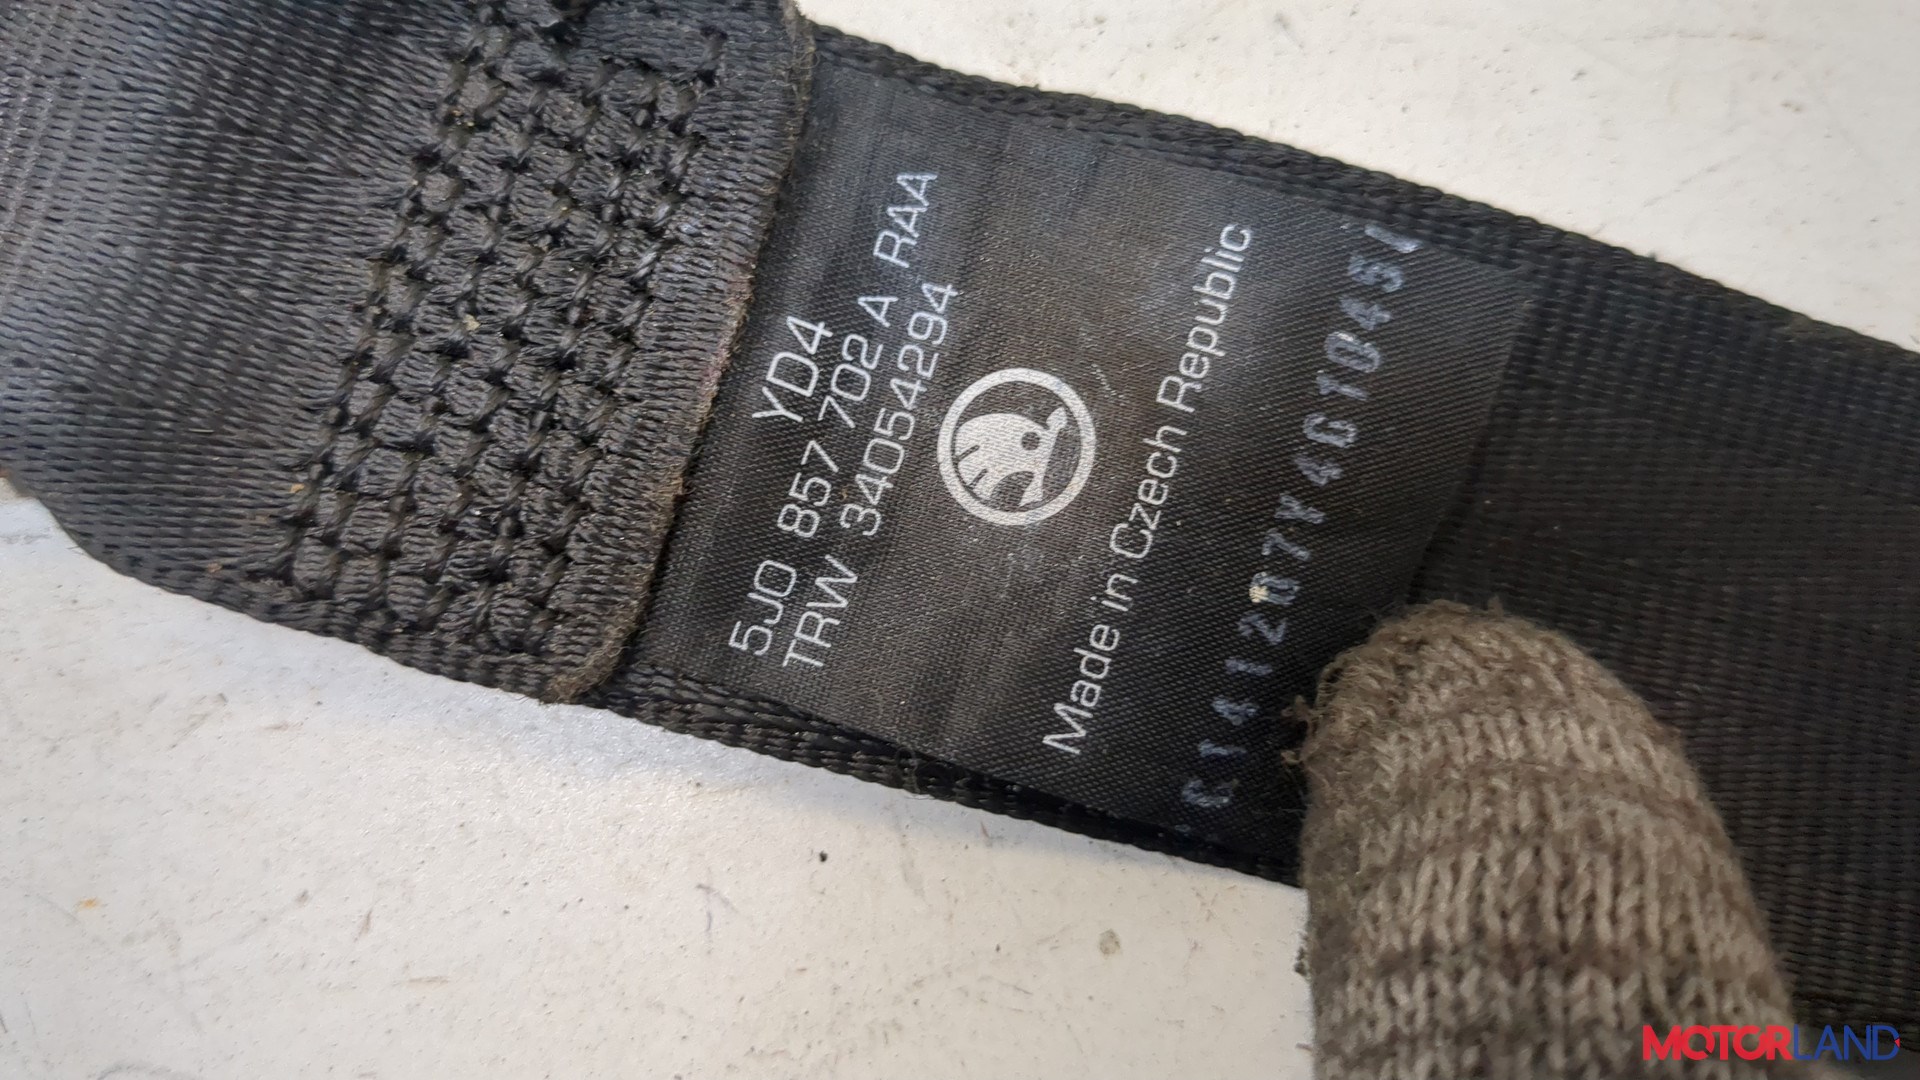 YD4
5J0 857 702 A RAA
TRW 34054294
Made in Czech Republic
MOTORLAND